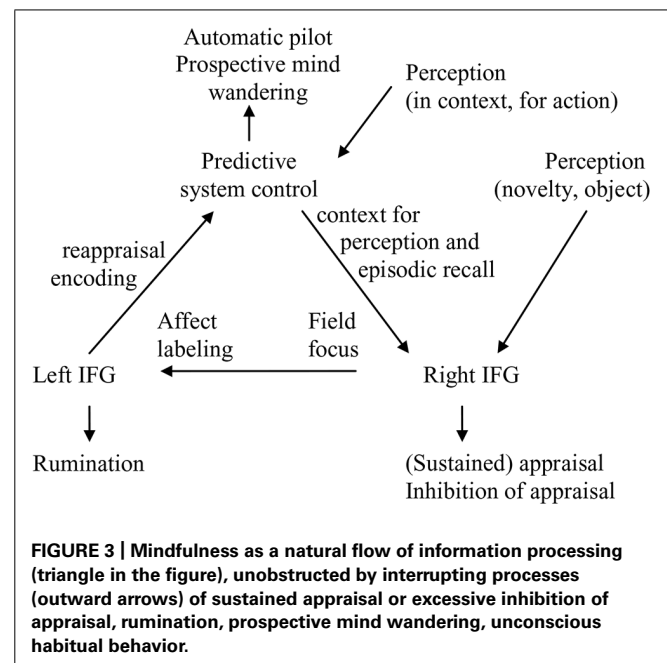 Automatic pilot
Prospective mind
wandering
Perception
(in context, for action)
Predictive
system control
Perception
(novelty, object)
context for
perception and
episodic recall
reappraisal
encoding
Affect
labeling
Field
focus
Left IFG
Right IFG
Rumination
(Sustained) appraisal
Inhibition of appraisal
FIGURE 3 | Mindfulness as a natural flow of information processing
(triangle in the figure), unobstructed by interrupting processes
(outward arrows) of sustained appraisal or excessive inhibition of
appraisal, rumination, prospective mind wandering, unconscious
habitual behavior.